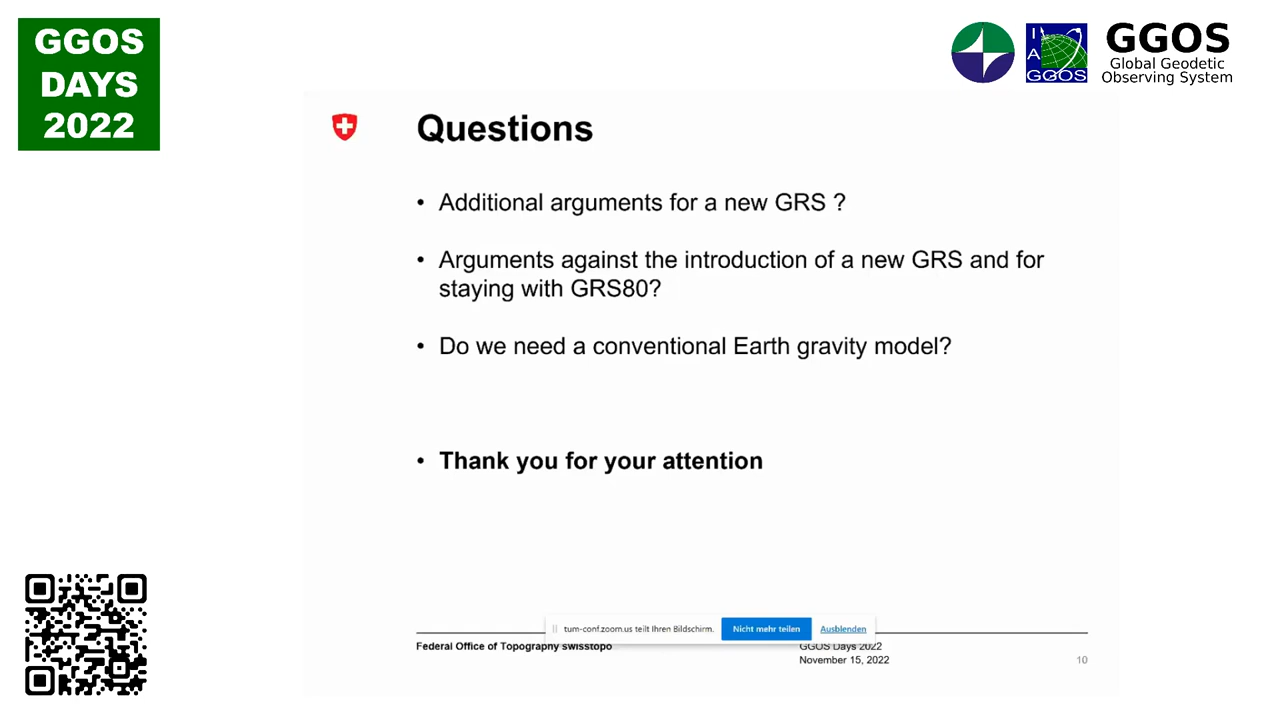 GGOS
DAYS
2022
I
A
GGOS
GGOS
Global Geodetic
Observing System
Questions
• Additional arguments for a new GRS ?
• Arguments against the introduction of a new GRS and for
staying with GRS80?
• Do we need a conventional Earth gravity model?
• Thank you for your attention
tum-conf.zoom.us teilt Ihren Bildschirm.
Nicht mehr teilen
Ausblenden
Federal Office of Topography swisstopo
GGOS Days 2022
November 15, 2022
10